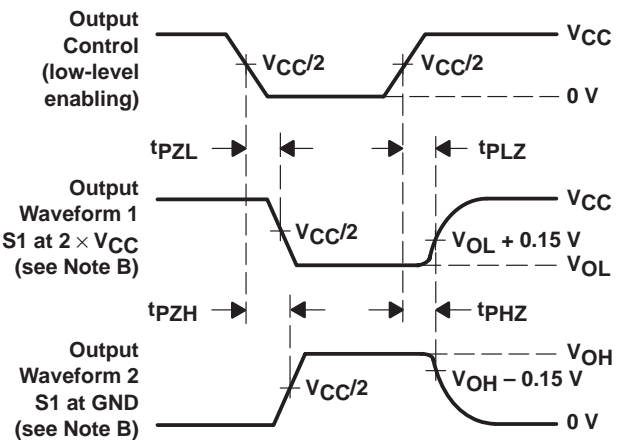 Output
Control
(low-level
enabling)
VCC
VCC/2
VCC/2
0 V
tPZL
tPLZ
Output
Waveform 1
S1 at 2 × VCC
(see Note B)
VCC
VCC/2
VOL + 0.15 V
VOL
tPZH
tPHZ
Output
Waveform 2
S1 at GND
(see Note B)
VOH
VCC/2
VOH – 0.15 V
0 V